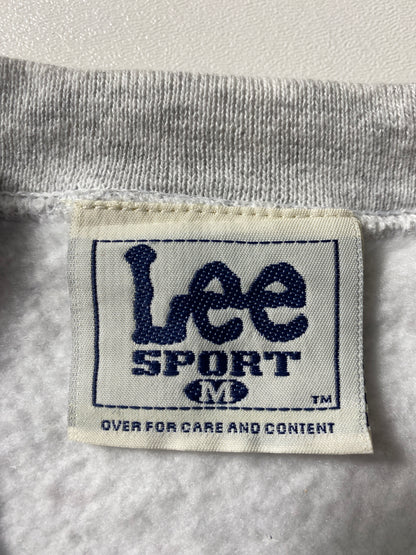 Lee
SPORT
M
TM
OVER FOR CARE AND CONTENT